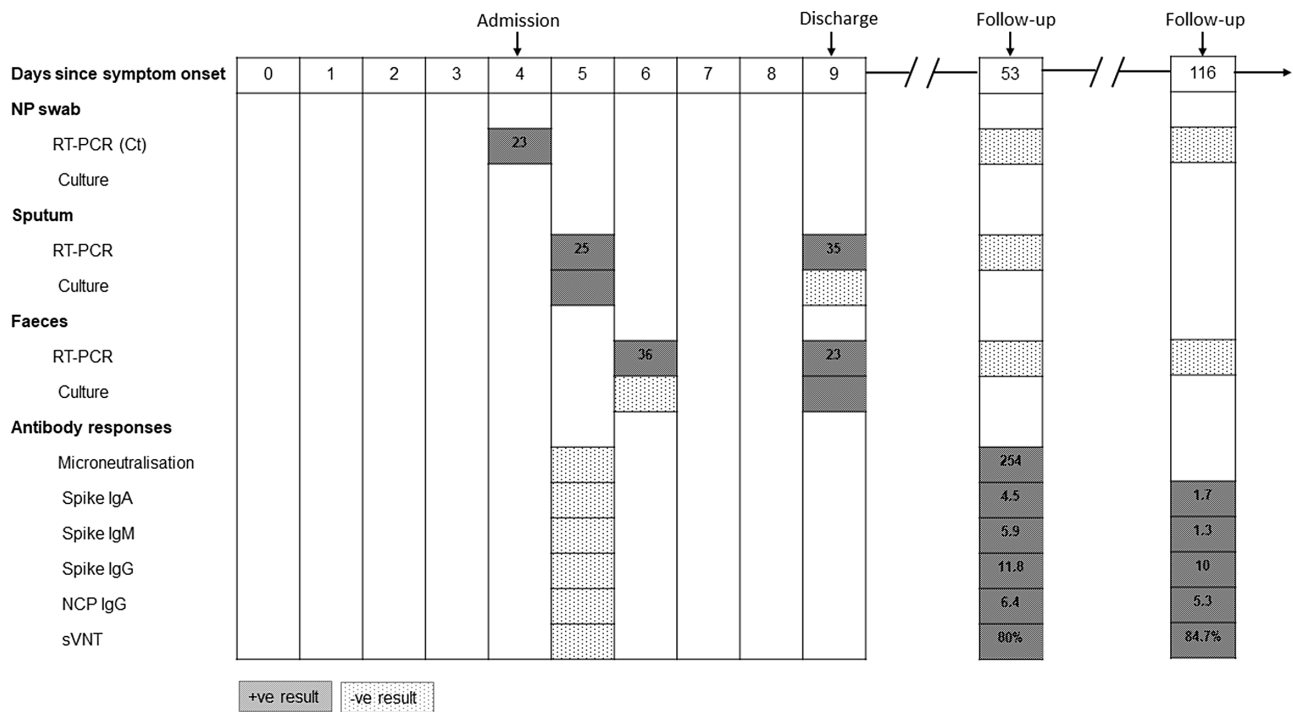 Admission Discharge Follow-up Follow-up
Days since symptom onset 0 1 2 3 4 5 6 7 8 9 53 116
NP swab
RT-PCR (Ct) 23
Culture
Sputum
RT-PCR 25 35
Culture
Faeces
RT-PCR 36 23
Culture
Antibody responses
Microneutralisation 254
Spike IgA 4.5 1.7
Spike IgM 5.9 1.3
Spike IgG 11.8 10
NCP IgG 6.4 5.3
sVNT 80% 84.7%
+ve result -ve result